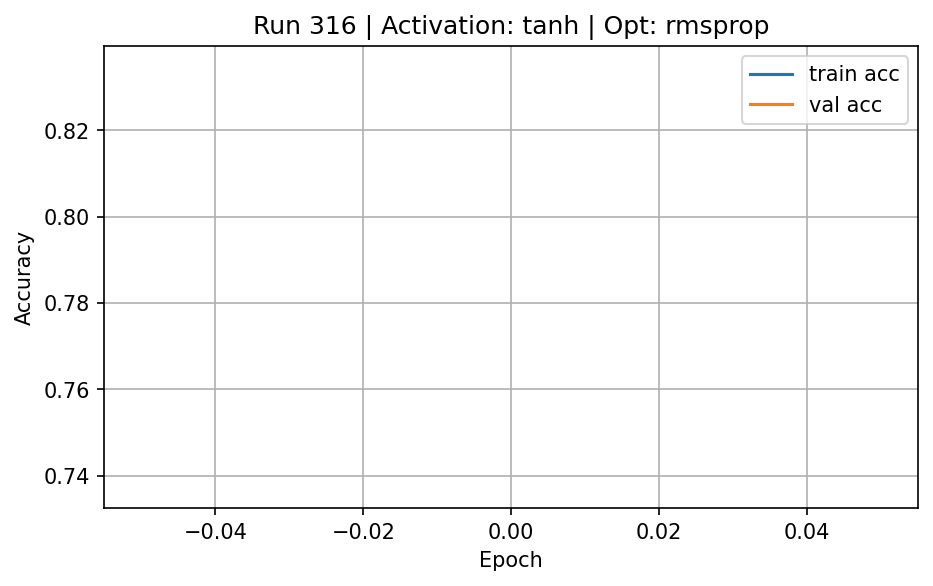 Run 316 | Activation: tanh | Opt: rmsprop
train acc
val acc
0.82
0.80
0.78
0.76
0.74
Accuracy
−0.04 −0.02 0.00 0.02 0.04
Epoch